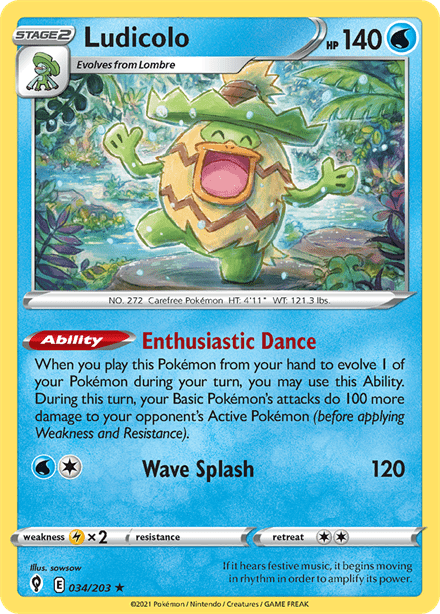 STAGE2 Ludicolo HP 140
Evolves from Lombre
NO. 272 Carefree Pokémon HT: 4'11" WT: 121.3 lbs.
Ability Enthusiastic Dance
When you play this Pokémon from your hand to evolve 1 of
your Pokémon during your turn, you may use this Ability.
During this turn, your Basic Pokémon's attacks do 100 more
damage to your opponent's Active Pokémon (before applying
Weakness and Resistance).
Wave Splash 120
weakness ×2 resistance retreat
Illus. sowsow
E 034/203 ★
If it hears festive music, it begins moving
in rhythm in order to amplify its power.
©2021 Pokémon / Nintendo / Creatures / GAME FREAK